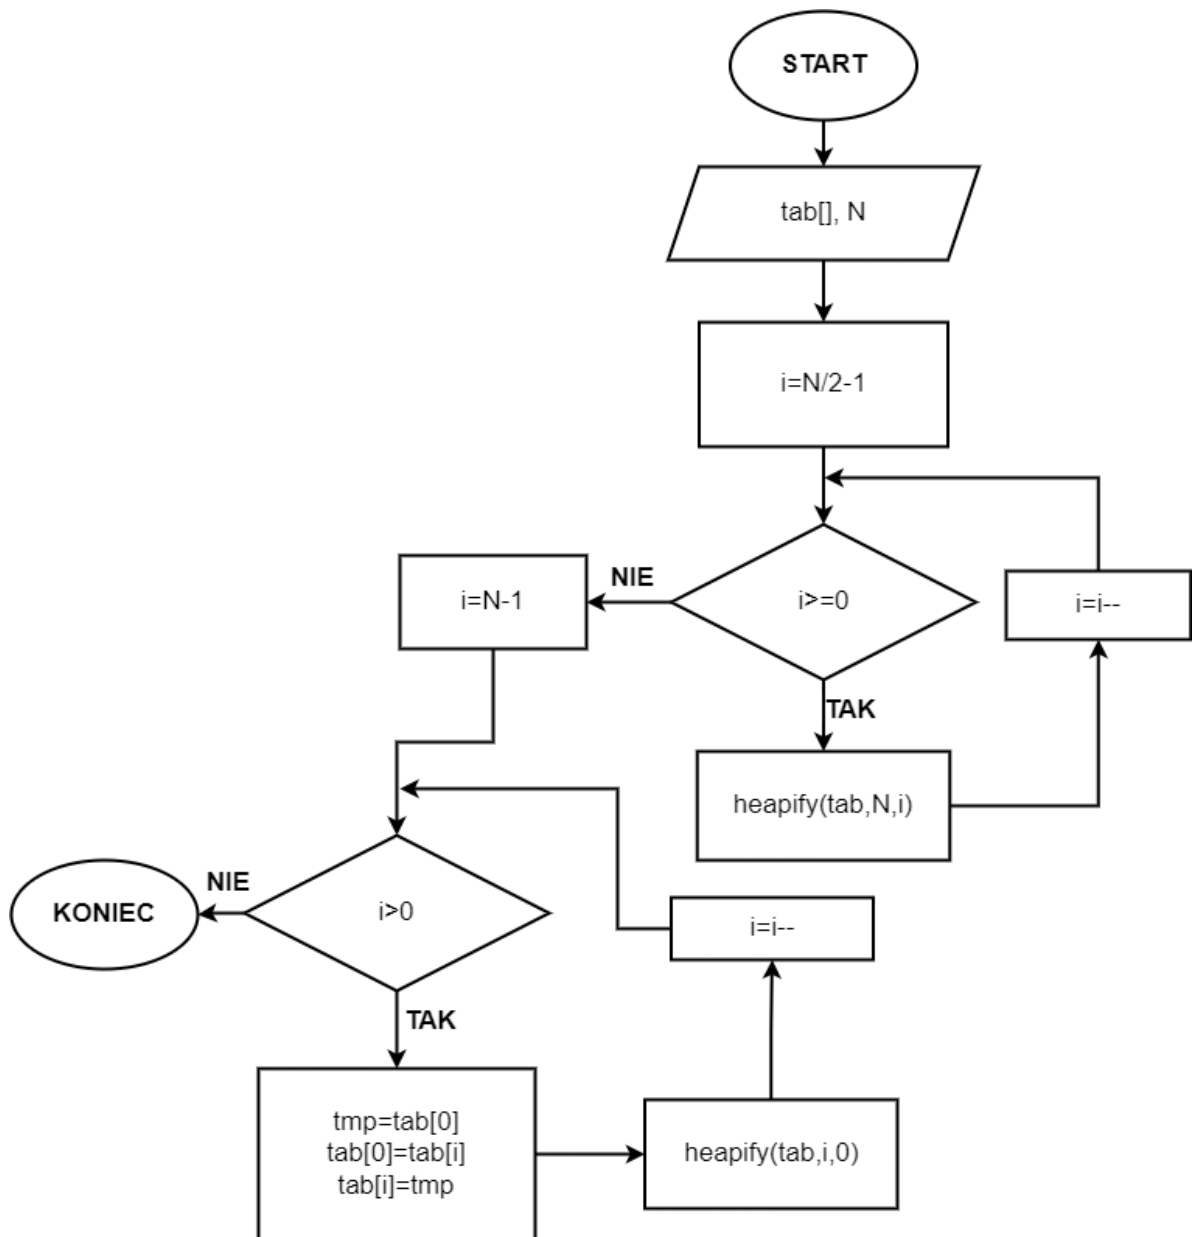 START
tab[], N
i=N/2-1
i>=0
NIE
i=N-1
i=i--
TAK
heapify(tab,N,i)
i>0
NIE
KONIEC
i=i--
TAK
tmp=tab[0]
tab[0]=tab[i]
tab[i]=tmp
heapify(tab,i,0)